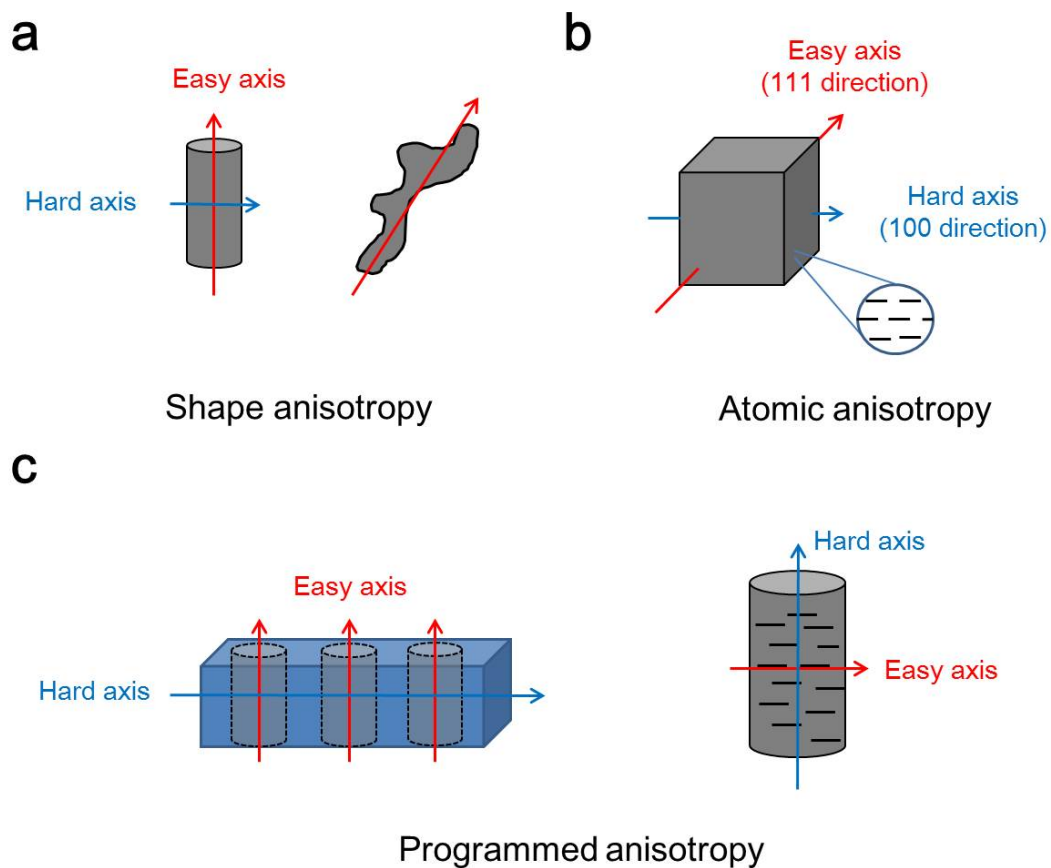 a
Easy axis
Hard axis
Shape anisotropy
b
Easy axis
(111 direction)
Hard axis
(100 direction)
Atomic anisotropy
c
Easy axis
Hard axis
Hard axis
Easy axis
Programmed anisotropy